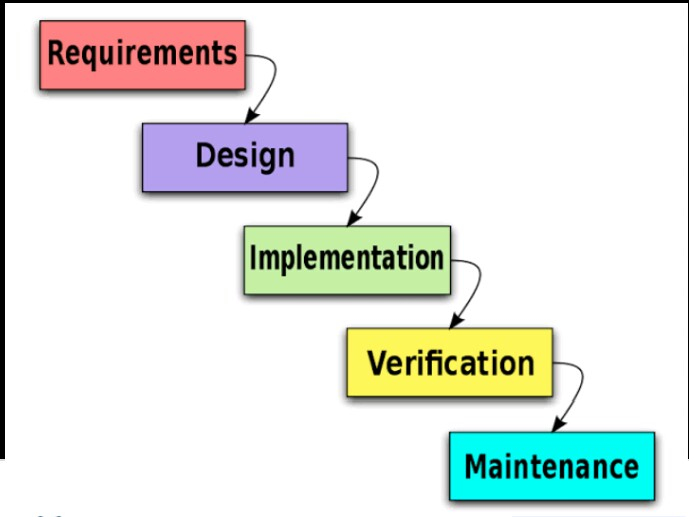 Requirements
Design
Implementation
Verification
Maintenance